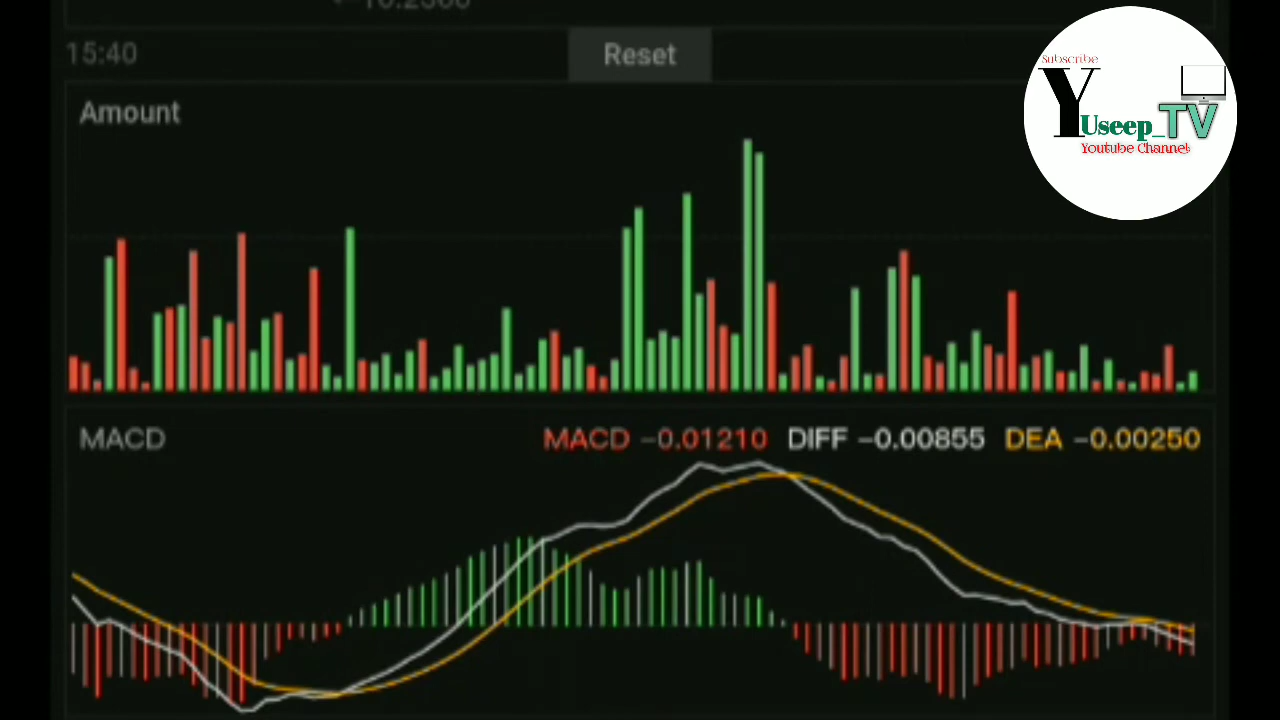 15:40
Reset
Amount
Subscribe
Y Useep_TV
Youtube Channel
MACD
MACD -0.01210 DIFF -0.00855 DEA -0.00250